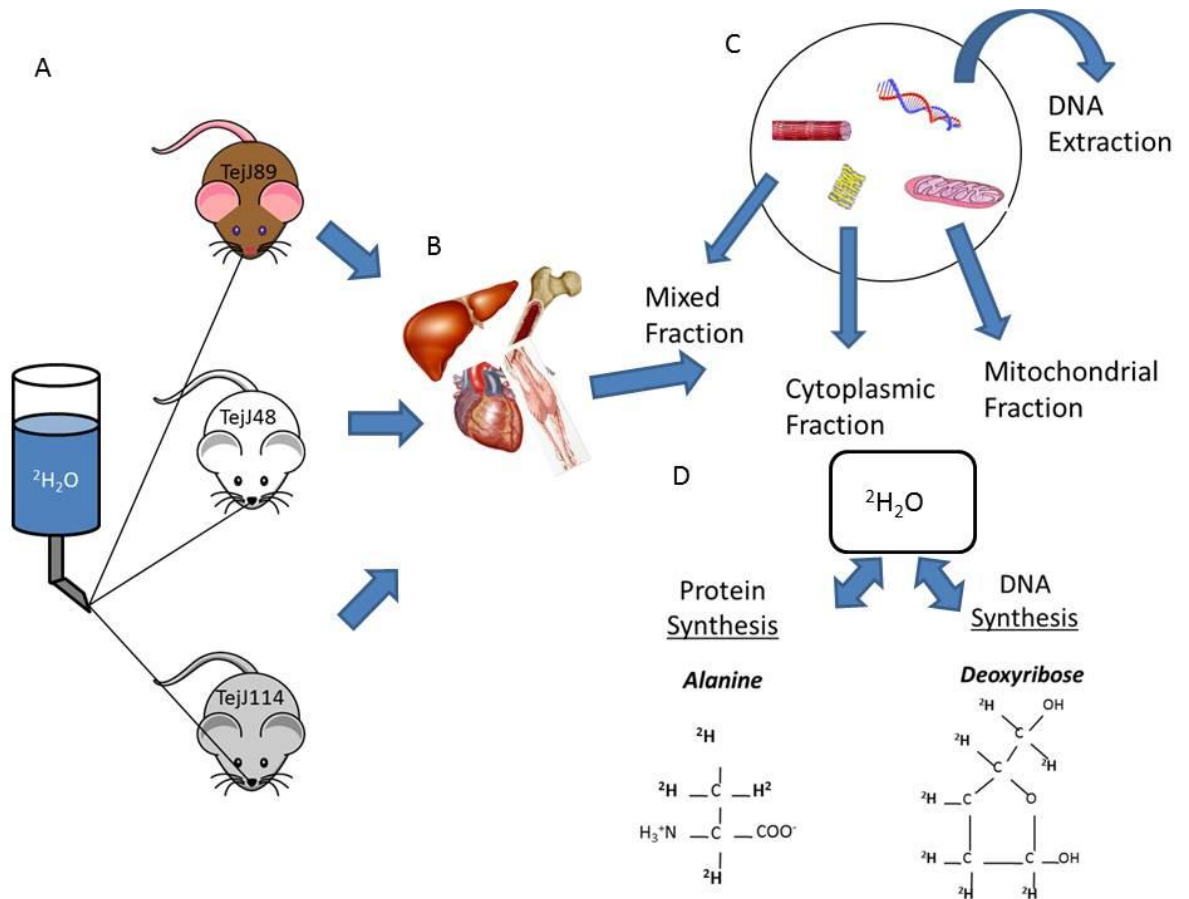 A
TejJ89
TejJ48
²H₂O
TejJ114
B
C
DNA
Extraction
Mixed
Fraction
Cytoplasmic
Fraction
Mitochondrial
Fraction
D
²H₂O
Protein
Synthesis
DNA
Synthesis
Alanine
²H
²H C H²
H₃⁺N C COO⁻
²H
Deoxyribose
²H OH
²H C
C ²H
²H C O
²H C C OH
²H ²H